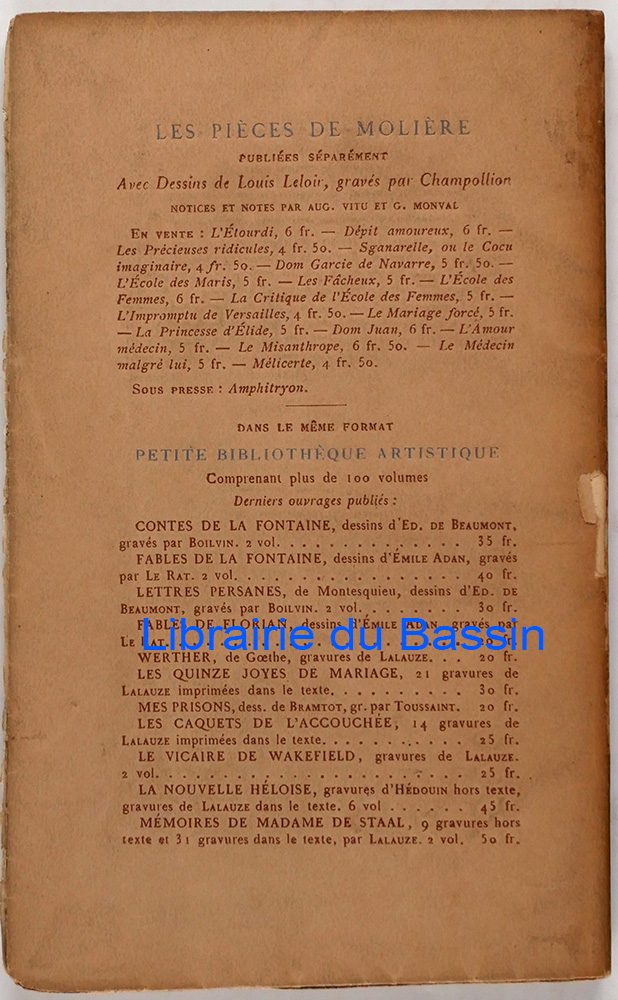 LES PIÈCES DE MOLIÈRE
PUBLIÉES SÉPARÉMENT
Avec Dessins de Louis Leloir, gravés par Champollion
NOTICES ET NOTES PAR AUG. VITU ET G. MONVAL
EN VENTE : L'Étourdi, 6 fr. — Dépit amoureux, 6 fr. —
Les Précieuses ridicules, 4 fr. 50. — Sganarelle, ou le Cocu
imaginaire, 4 fr. 50. — Dom Garcie de Navarre, 5 fr. 50. —
L'École des Maris, 5 fr. — Les Fâcheux, 5 fr. — L'École des
Femmes, 6 fr. — La Critique de l'École des Femmes, 5 fr. —
L'Impromptu de Versailles, 4 fr. 50. — Le Mariage forcé, 5 fr.
— La Princesse d'Élide, 5 fr. — Dom Juan, 6 fr. — L'Amour
médecin, 5 fr. — Le Misanthrope, 6 fr. 50. — Le Médecin
malgré lui, 5 fr. — Mélicerte, 4 fr. 50.
SOUS PRESSE : Amphitryon.
DANS LE MÊME FORMAT
PETITE BIBLIOTHÈQUE ARTISTIQUE
Comprenant plus de 100 volumes
Derniers ouvrages publiés :
CONTES DE LA FONTAINE, dessins d'ED. DE BEAUMONT,
gravés par BOILVIN. 2 vol. . . . . . . . . . . . . . 35 fr.
FABLES DE LA FONTAINE, dessins d'ÉMILE ADAN, gravés
par LE RAT. 2 vol. . . . . . . . . . . . . . . . . 40 fr.
LETTRES PERSANES, de Montesquieu, dessins d'ED. DE
BEAUMONT, gravés par BOILVIN. 2 vol. . . . . . . . 30 fr.
FABLES DE FLORIAN, dessins d'ÉMILE ADAN, gravés par
LE RAT. . . . . . . . . . . . . . . . . . . . . 20 fr.
Librairie du Bassin
WERTHER, de Gœthe, gravures de LALAUZE. . . 20 fr.
LES QUINZE JOYES DE MARIAGE, 21 gravures de
LALAUZE imprimées dans le texte. . . . . . . . . . 30 fr.
MES PRISONS, dess. de BRAMTOT, gr. par TOUSSAINT. 20 fr.
LES CAQUETS DE L'ACCOUCHÉE, 14 gravures de
LALAUZE imprimées dans le texte. . . . . . . . . . 25 fr.
LE VICAIRE DE WAKEFIELD, gravures de LALAUZE.
2 vol. . . . . . . . . . . . . . . . . . . . . . 25 fr.
LA NOUVELLE HÉLOISE, gravures d'HÉDOUIN hors texte,
gravures de LALAUZE dans le texte. 6 vol . . . . . . 45 fr.
MÉMOIRES DE MADAME DE STAAL, 9 gravures hors
texte et 31 gravures dans le texte, par LALAUZE. 2 vol. 50 fr.